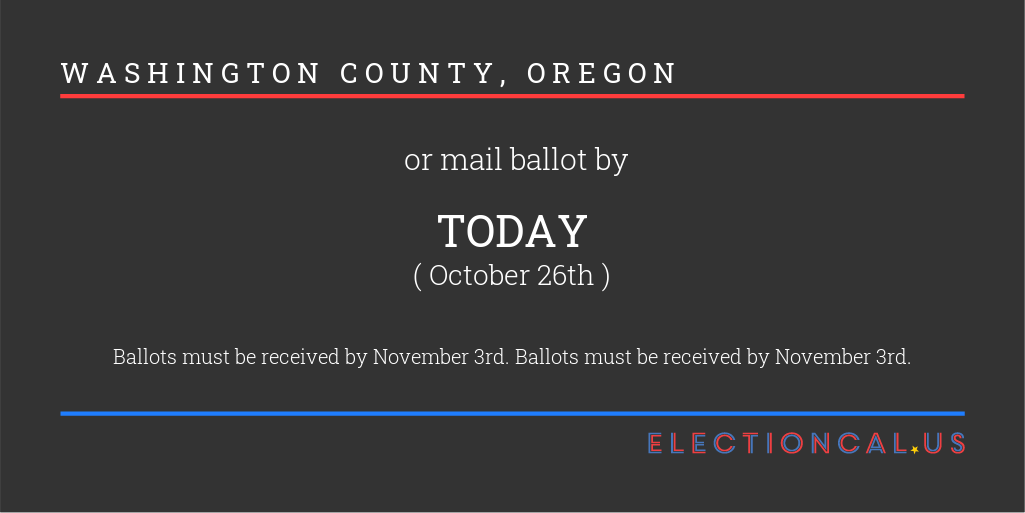 WASHINGTON COUNTY, OREGON
or mail ballot by
TODAY
( October 26th )
Ballots must be received by November 3rd. Ballots must be received by November 3rd.
ELECTIONCAL.US